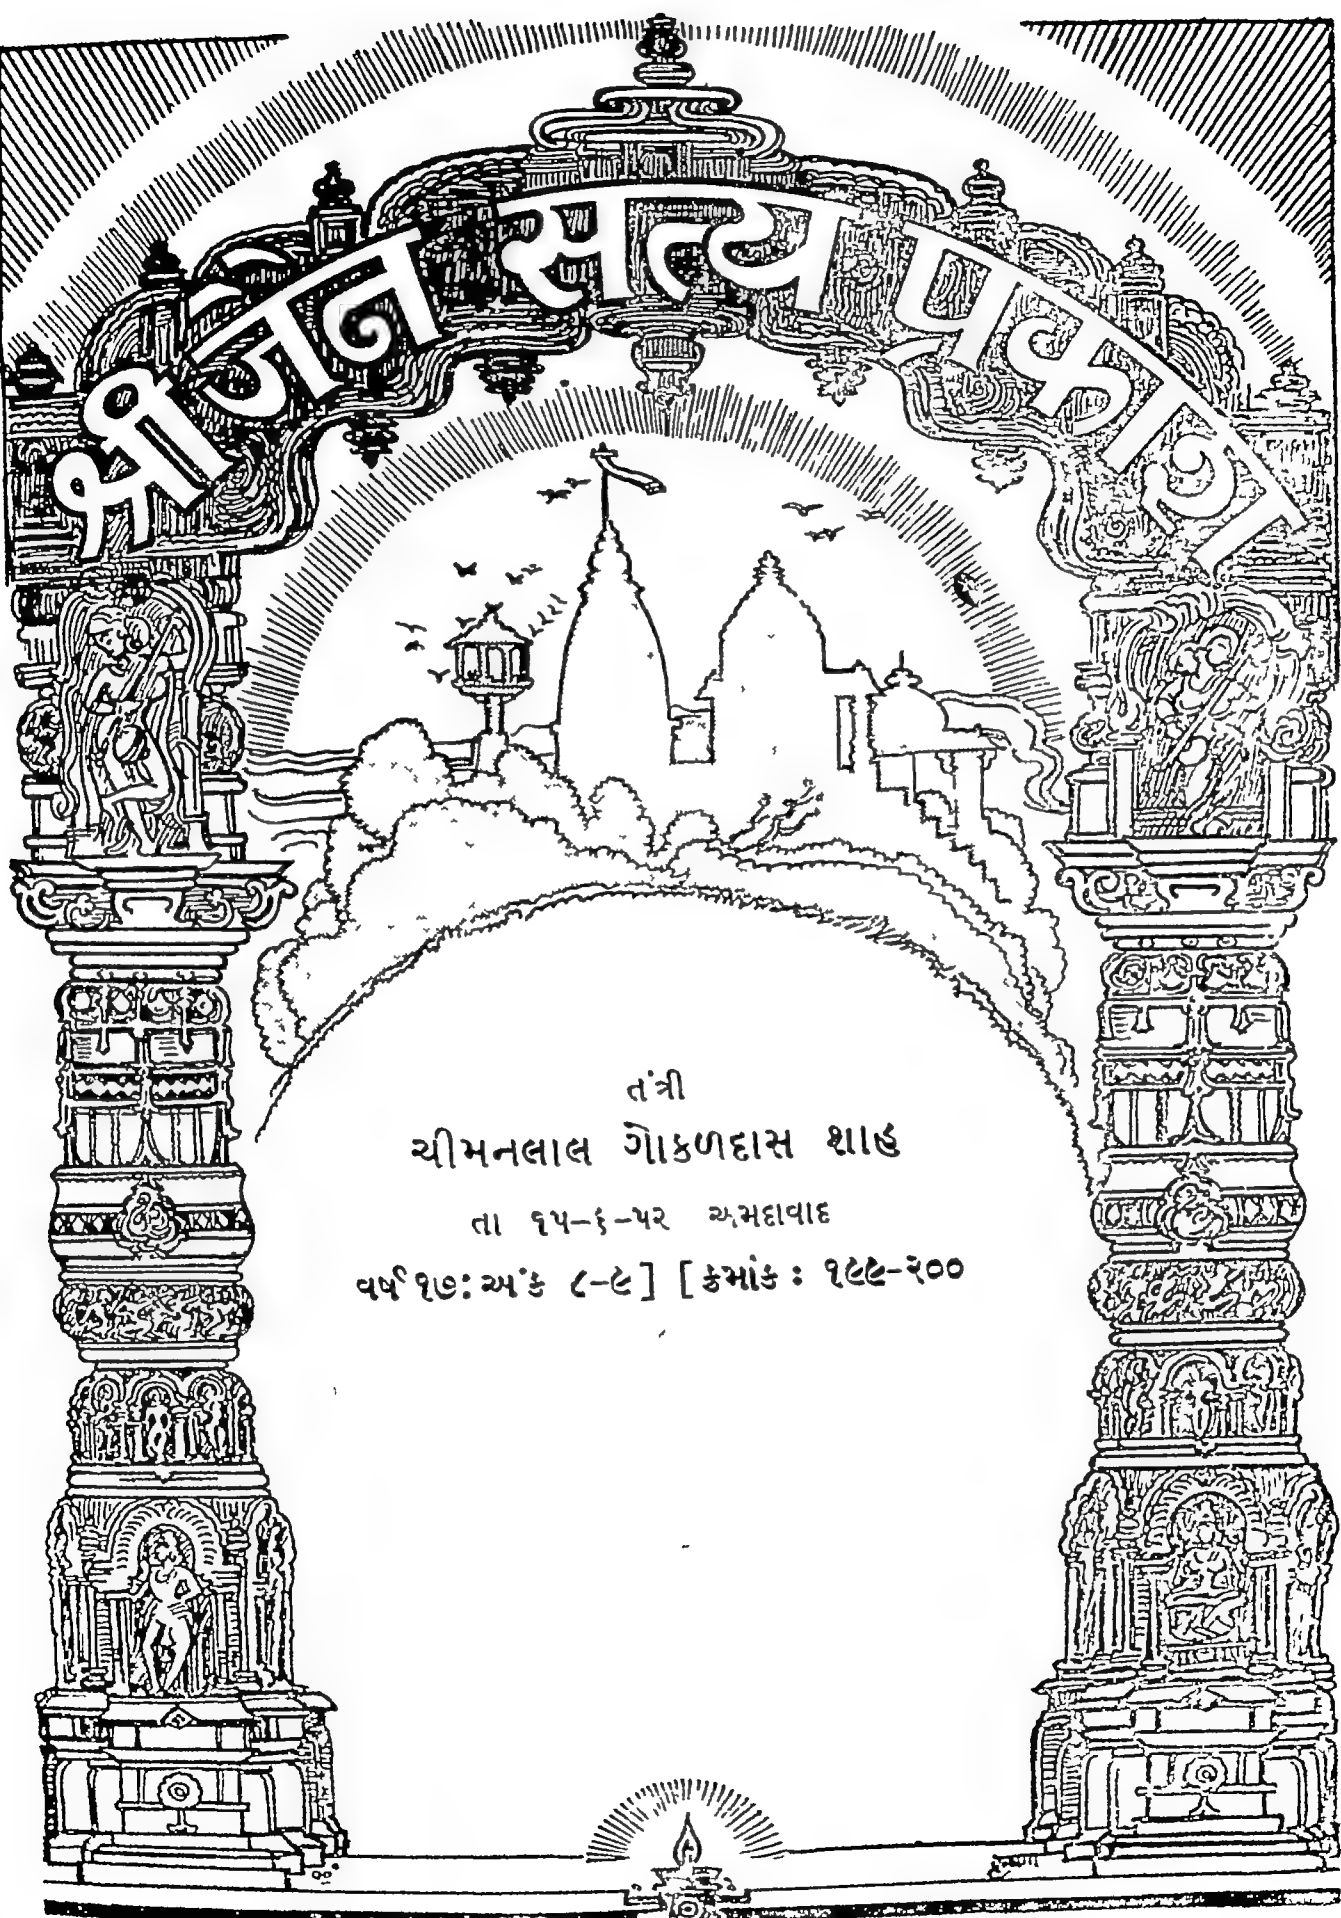 श्री जैन सत्य प्रकाश
તંત્રી
ચીમનલાલ ગોકળદાસ શાહ
તા ૧૫-૬-૫૨ અમદાવાદ
વર્ષ ૧૭: અંક ૮-૯] [ક્રમાંક : ૧૯૯-૨૦૦